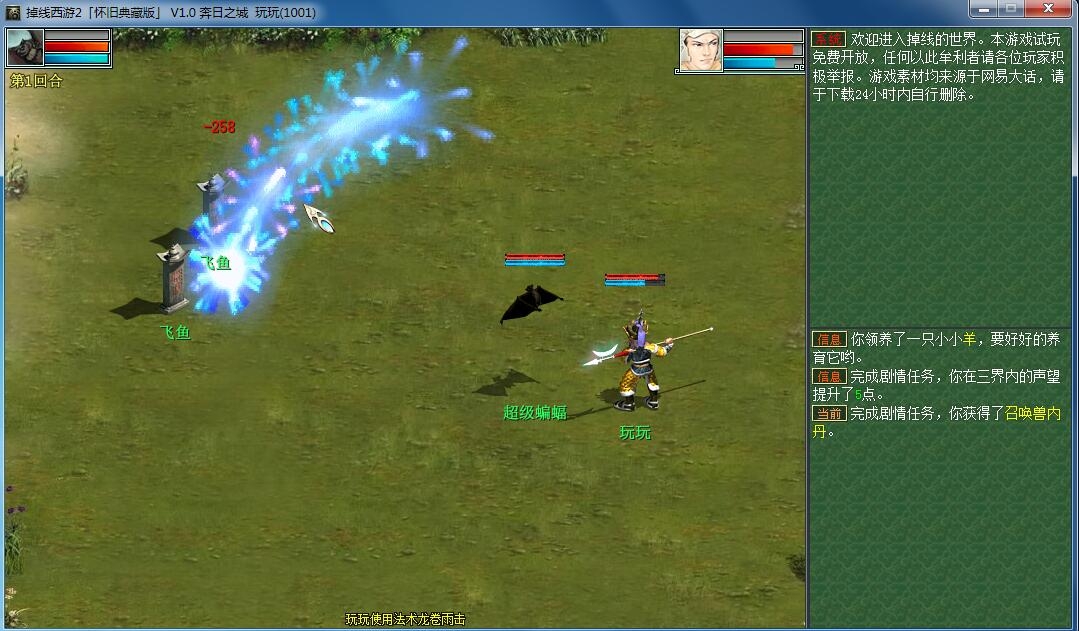 掉线西游2「怀旧典藏版」 V1.0 奔日之城 玩玩(1001)
第1回合
-258
飞鱼
飞鱼
超级蝙蝠
玩玩
玩玩使用法术龙卷雨击
系统 欢迎进入掉线的世界。本游戏试玩
免费开放，任何以此牟利者请各位玩家积
极举报。游戏素材均来源于网易大话，请
于下载24小时内自行删除。
信息 你领养了一只小小羊，要好好的养
育它哟。
信息 完成剧情任务，你在三界内的声望
提升了5点。
当前 完成剧情任务，你获得了召唤兽内
丹。